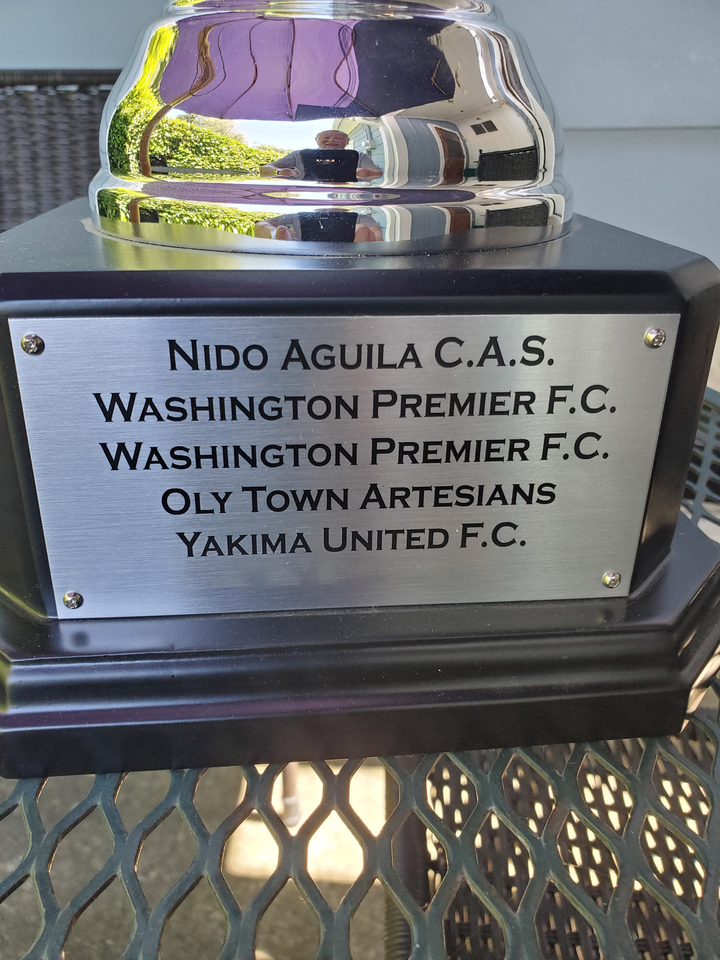 NIDO AGUILA C.A.S.
WASHINGTON PREMIER F.C.
WASHINGTON PREMIER F.C.
OLY TOWN ARTESIANS
YAKIMA UNITED F.C.